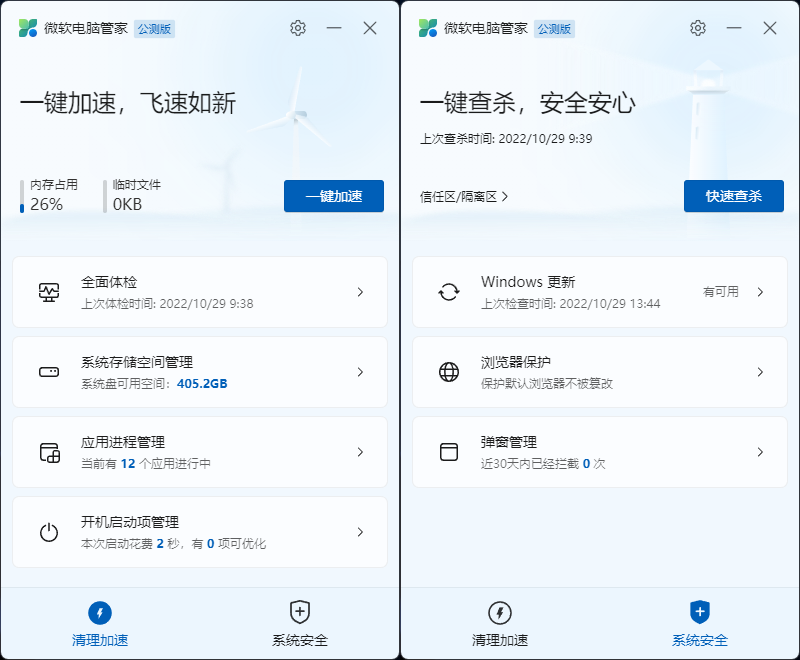 微软电脑管家 公测版
一键加速，飞速如新
内存占用
26%
临时文件
0KB
一键加速
全面体检
上次体检时间: 2022/10/29 9:38
系统存储空间管理
系统盘可用空间: 405.2GB
应用进程管理
当前有 12 个应用进行中
开机启动项管理
本次启动花费 2 秒，有 0 项可优化
清理加速
系统安全
微软电脑管家 公测版
一键查杀，安全安心
上次查杀时间: 2022/10/29 9:39
信任区/隔离区
快速查杀
Windows 更新
上次检查时间: 2022/10/29 13:44
有可用
浏览器保护
保护默认浏览器不被篡改
弹窗管理
近30天内已经拦截 0 次
清理加速
系统安全